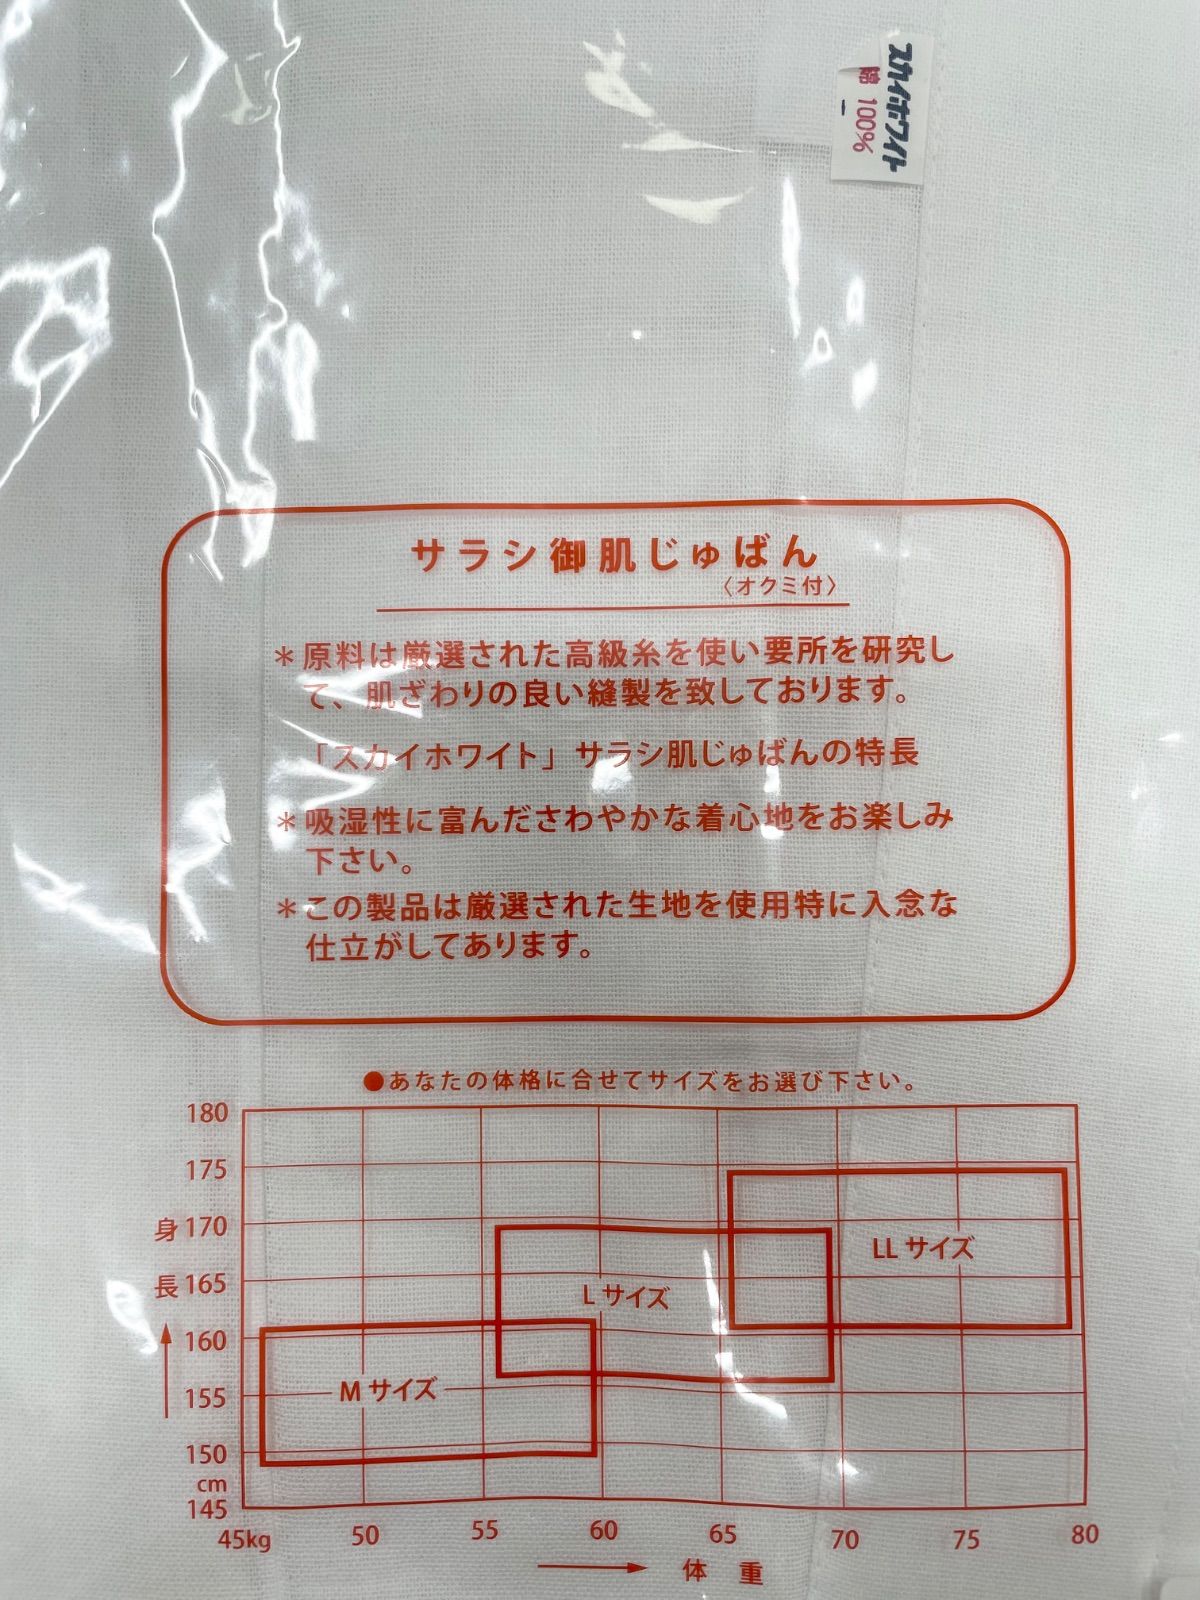 スカイホワイト
綿 100%
サラシ御肌じゅばん
〈オクミ付〉
＊原料は厳選された高級糸を使い要所を研究し
て、肌ざわりの良い縫製を致しております。
「スカイホワイト」サラシ肌じゅばんの特長
＊吸湿性に富んださわやかな着心地をお楽しみ
下さい。
＊この製品は厳選された生地を使用特に入念な
仕立がしてあります。
●あなたの体格に合せてサイズをお選び下さい。
180
175
身 170
長 165
160
155
150
cm
145
LL サイズ
L サイズ
M サイズ
45kg 50 55 60 65 70 75 80
体 重